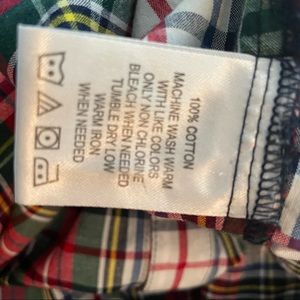 100% COTTON
MACHINE WASH WARM
WITH LIKE COLORS
ONLY NON CHLORINE
BLEACH WHEN NEEDED
TUMBLE DRY LOW
WARM IRON
WHEN NEEDED